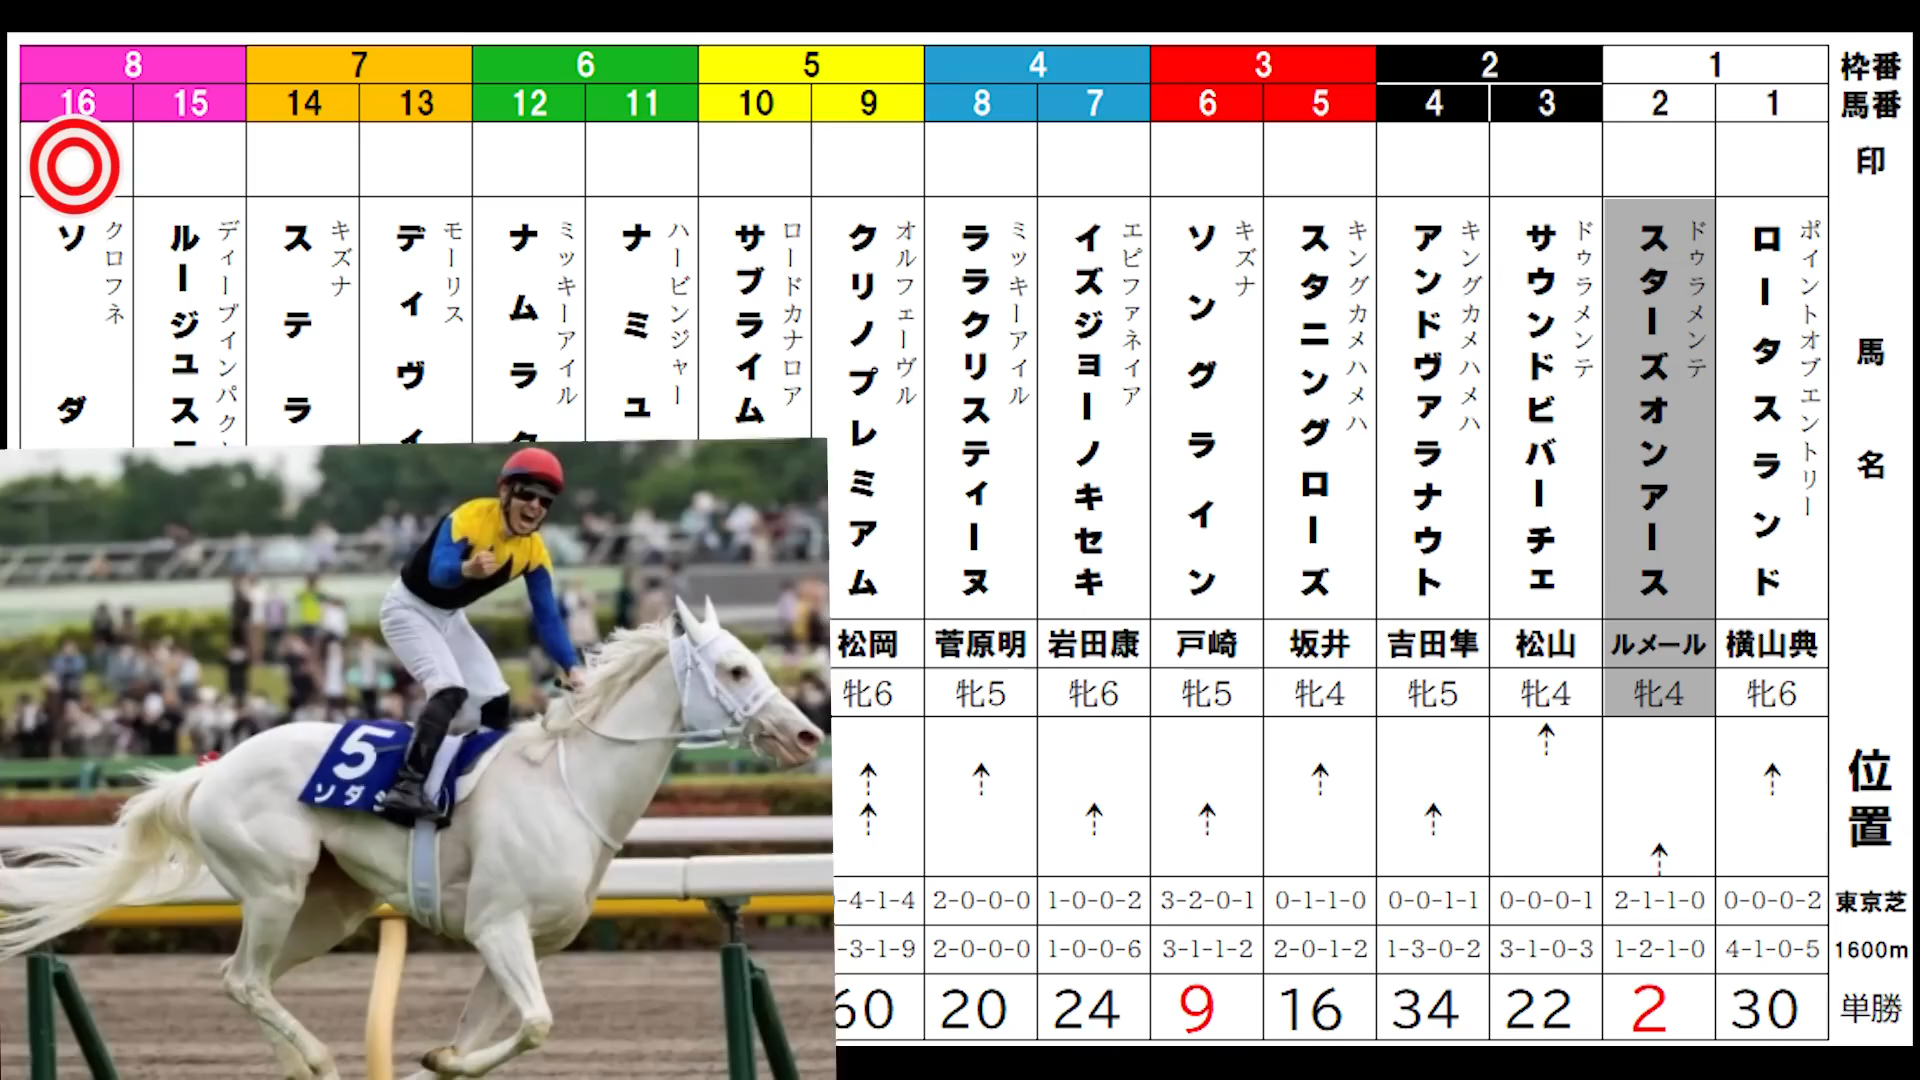 8 7 6 5 4 3 2 1 枠番
16 15 14 13 12 11 10 9 8 7 6 5 4 3 2 1 馬番
印
馬名
ポイントオブエントリー
ロータスランド
ドゥラメンテ
スターズオンアース
ドゥラメンテ
サウンドビバーチェ
キングカメハメハ
アンドヴァラナウト
キングカメハメハ
スタニングローズ
キズナ
ソングライン
エピファネイア
イズジョーノキセキ
ミッキーアイル
ララクリスティーヌ
オルフェーヴル
クリノプレミアム
ロードカナロア
サブライム
ハービンジャー
ナミュ
ミッキーアイル
ナムラ
モーリス
ディヴィ
キズナ
ステラ
ディープインパク
ルージュス
クロフネ
ソダ
松岡 菅原明 岩田康 戸崎 坂井 吉田隼 松山 ルメール 横山典
牝6 牝5 牝6 牝5 牝4 牝5 牝4 牝4 牝6
位置
-4-1-4 2-0-0-0 1-0-0-2 3-2-0-1 0-1-1-0 0-0-1-1 0-0-0-1 2-1-1-0 0-0-0-2 東京芝
-3-1-9 2-0-0-0 1-0-0-6 3-1-1-2 2-0-1-2 1-3-0-2 3-1-0-3 1-2-1-0 4-1-0-5 1600m
60 20 24 9 16 34 22 2 30 単勝
5
ソダシ